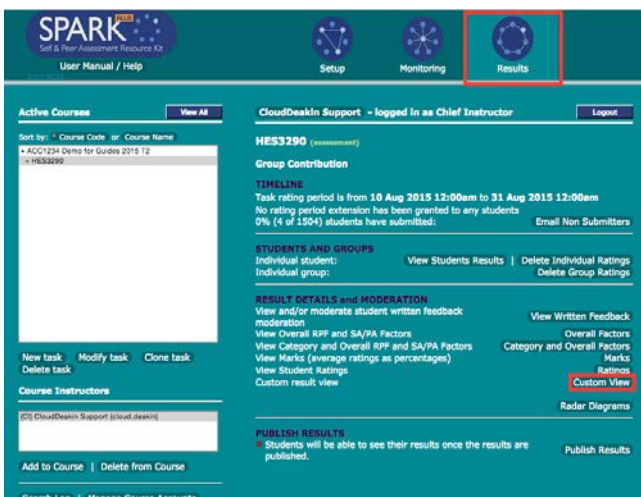 SPARK PLUS
Self & Peer Assessment Resource Kit
User Manual / Help
Setup
Monitoring
Results
Active Courses
View All
Sort by: * Course Code or Course Name
ACC1234 Demo for Guides 2015 T2
HES3290
New task Modify task Clone task
Delete task
Course Instructors
(CI) CloudDeakin Support (cloud.deakin)
Add to Course | Delete from Course
Search Log | Manage Course Accounts
CloudDeakin Support - logged in as Chief Instructor
Logout
HES3290 (assessment)
Group Contribution
TIMELINE
Task rating period is from 10 Aug 2015 12:00am to 31 Aug 2015 12:00am
No rating period extension has been granted to any students
0% (4 of 1504) students have submitted: Email Non Submitters
STUDENTS AND GROUPS
Individual student: View Students Results | Delete Individual Ratings
Individual group: Delete Group Ratings
RESULT DETAILS and MODERATION
View and/or moderate student written feedback
moderation
View Written Feedback
View Overall RPF and SA/PA Factors Overall Factors
View Category and Overall RPF and SA/PA Factors Category and Overall Factors
View Marks (average ratings as percentages) Marks
View Student Ratings Ratings
Custom result view Custom View
Radar Diagrams
PUBLISH RESULTS
Students will be able to see their results once the results are
published.
Publish Results